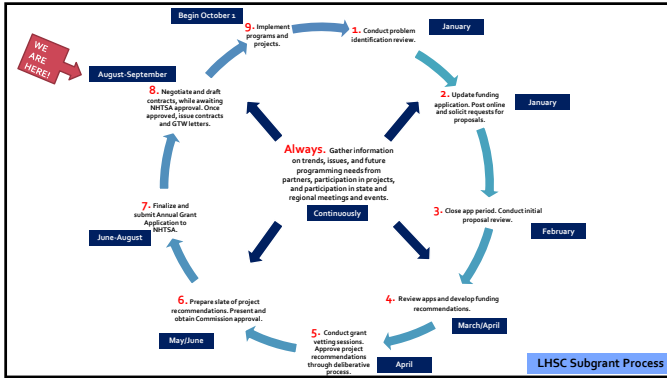 Begin October 1
9. Implement
programs and
projects.
1. Conduct problem
identification review.
January
WE
ARE
HERE!
August-September
8. Negotiate and draft
contracts, while awaiting
NHTSA approval. Once
approved, issue contracts
and GTW letters.
2. Update funding
application. Post online
and solicit requests for
proposals.
January
Always. Gather information
on trends, issues, and future
programming needs from
partners, participation in projects,
and participation in state and
regional meetings and events.
Continuously
7. Finalize and
submit Annual Grant
Application to
NHTSA.
June-August
3. Close app period. Conduct initial
proposal review.
February
6. Prepare slate of project
recommendations. Present and
obtain Commission approval.
May/June
4. Review apps and develop funding
recommendations.
March/April
5. Conduct grant
vetting sessions.
Approve project
recommendations
through deliberative
process.
April
LHSC Subgrant Process